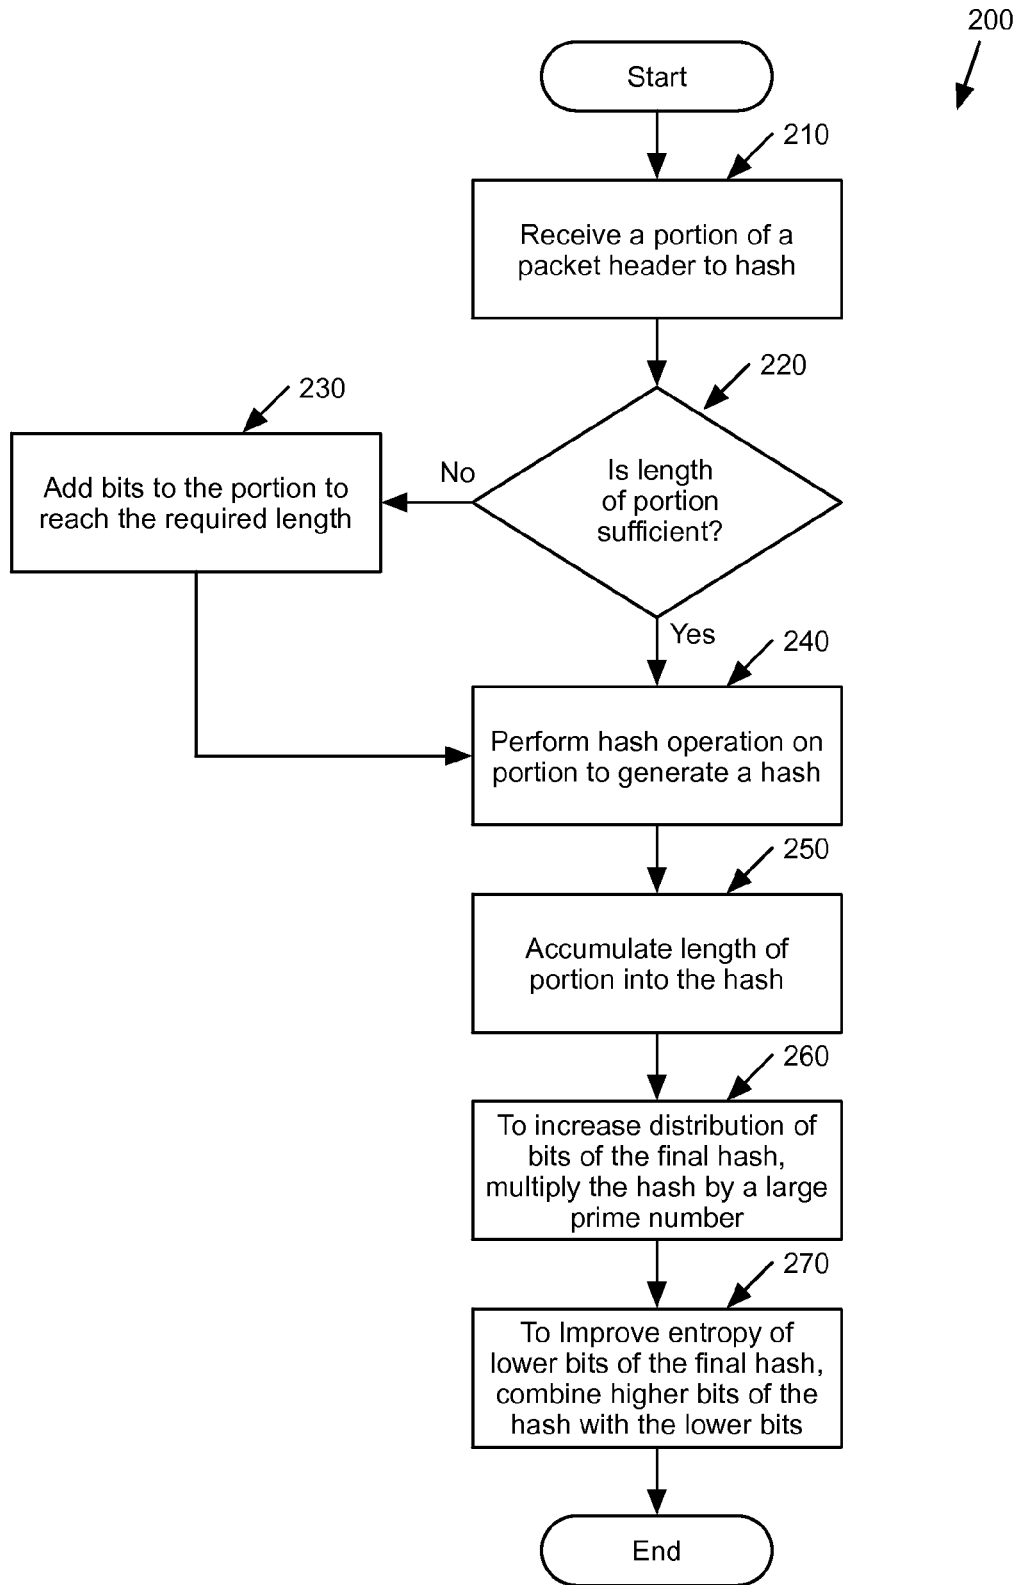 200
Start
210
Receive a portion of a
packet header to hash
220
Is length
of portion
sufficient?
No
230
Add bits to the portion to
reach the required length
Yes
240
Perform hash operation on
portion to generate a hash
250
Accumulate length of
portion into the hash
260
To increase distribution of
bits of the final hash,
multiply the hash by a large
prime number
270
To Improve entropy of
lower bits of the final hash,
combine higher bits of the
hash with the lower bits
End